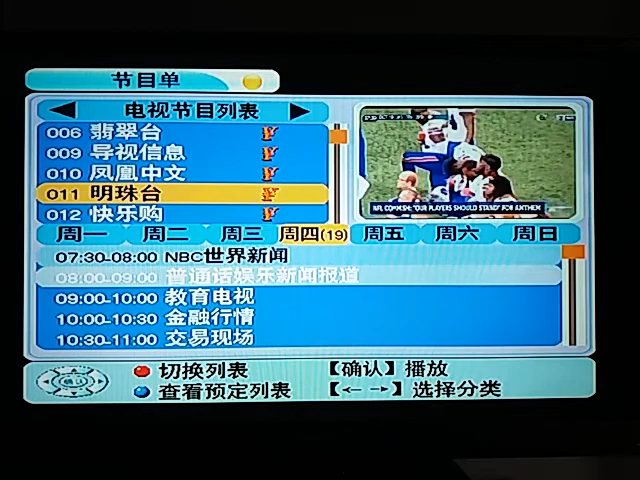 节目单
电视节目列表
006 翡翠台
009 导视信息
010 凤凰中文
011 明珠台
012 快乐购
NFL COMMISH: "OUR PLAYERS SHOULD STAND" FOR ANTHEM
周一 周二 周三 周四(19) 周五 周六 周日
07:30-08:00 NBC世界新闻
08:00-09:00 普通话娱乐新闻报道
09:00-10:00 教育电视
10:00-10:30 金融行情
10:30-11:00 交易现场
切换列表 【确认】播放
确认
查看预定列表 【←→】选择分类